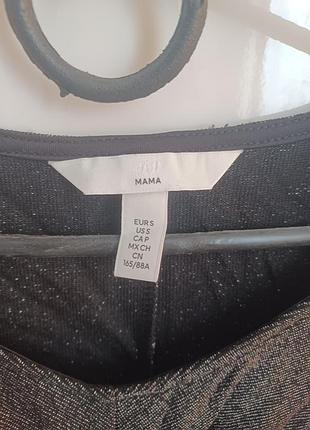 H&M
MAMA
EUR S
US S
CA P
MX CH
CN
165/88A